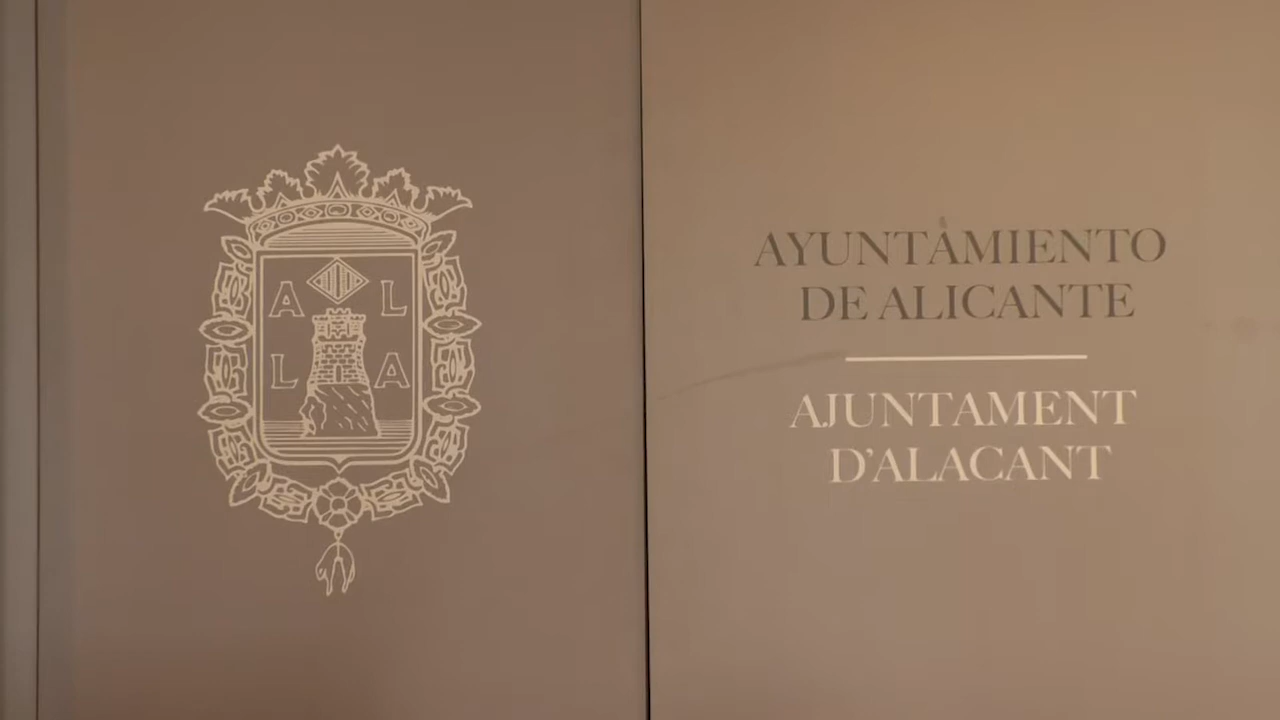 A L
L A
AYUNTAMIENTO
DE ALICANTE
AJUNTAMENT
D'ALACANT